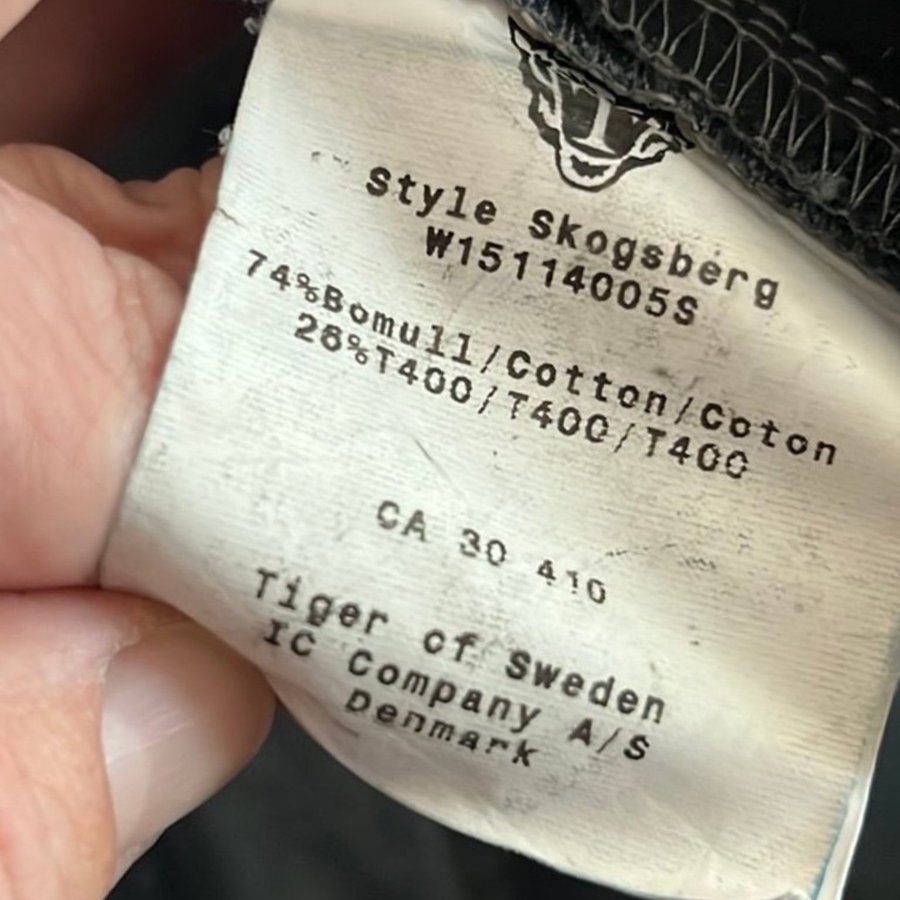 Style Skogsberg
W15114005S
74%Bomull/Cotton/Coton
26%T400/T400/T400
CA 30 410
Tiger of Sweden
IC Company A/S
Denmark